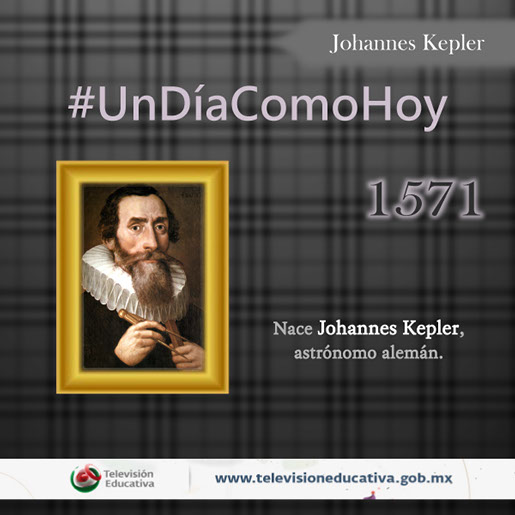 Johannes Kepler
#UnDíaComoHoy
1571
Nace Johannes Kepler,
astrónomo alemán.
Televisión
Educativa
www.televisioneducativa.gob.mx